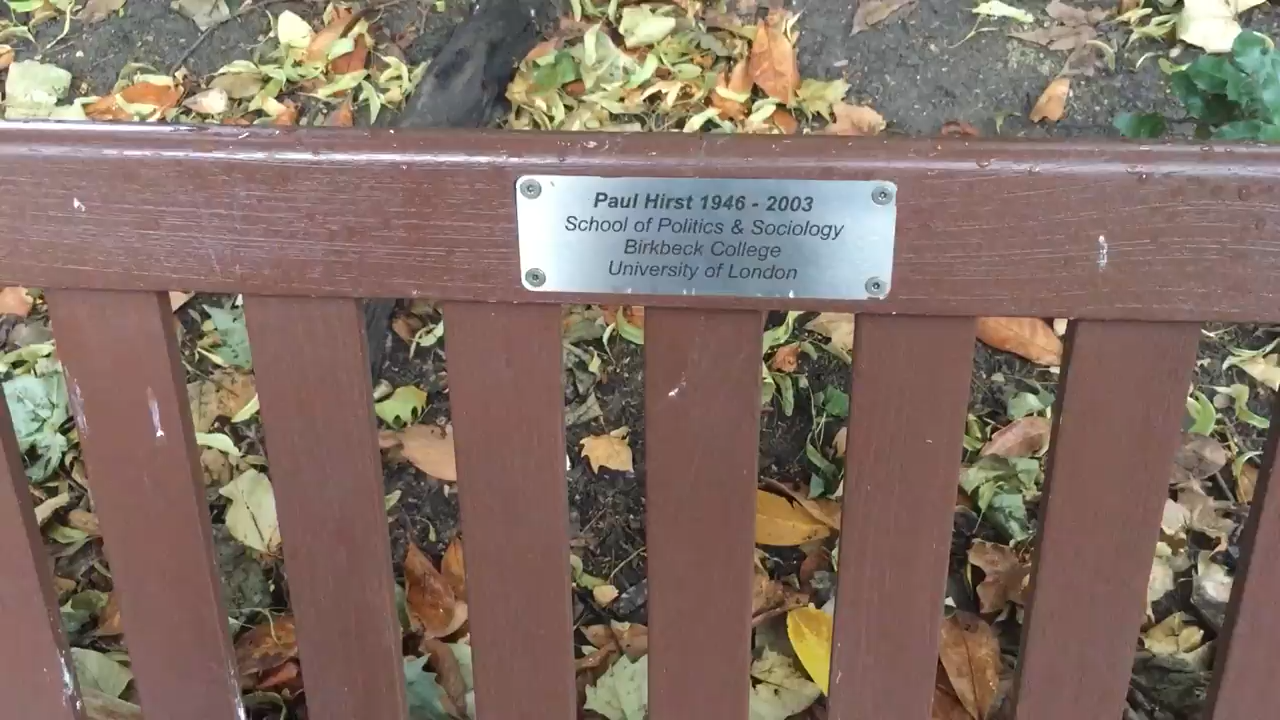 Paul Hirst 1946 - 2003
School of Politics & Sociology
Birkbeck College
University of London